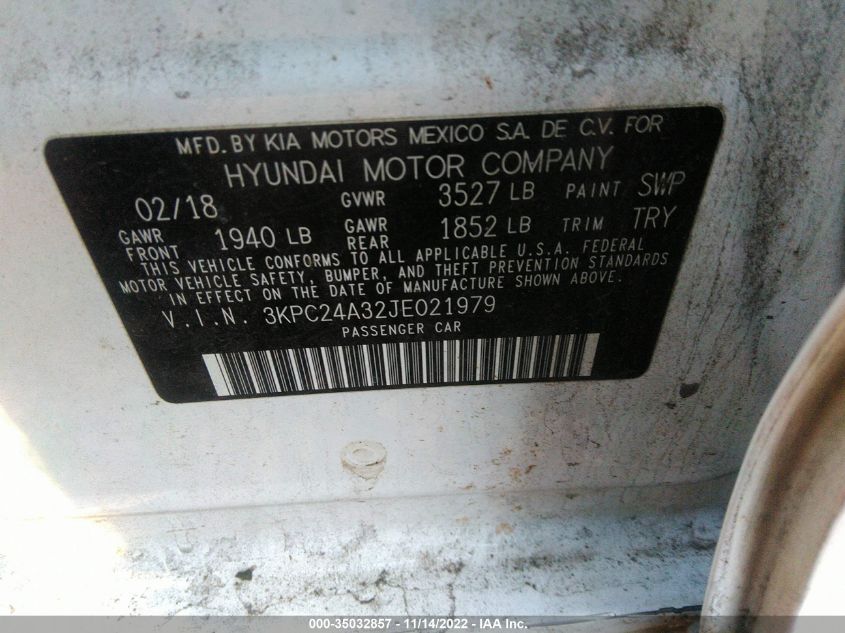 MFD. BY KIA MOTORS MEXICO S.A. DE C.V. FOR
HYUNDAI MOTOR COMPANY
02/18 GVWR 3527 LB PAINT SWP
GAWR FRONT 1940 LB GAWR REAR 1852 LB TRIM TRY
THIS VEHICLE CONFORMS TO ALL APPLICABLE U.S.A. FEDERAL
MOTOR VEHICLE SAFETY, BUMPER, AND THEFT PREVENTION STANDARDS
IN EFFECT ON THE DATE OF MANUFACTURE SHOWN ABOVE.
V.I.N. 3KPC24A32JE021979
PASSENGER CAR
000-35032857 - 11/14/2022 - IAA Inc.